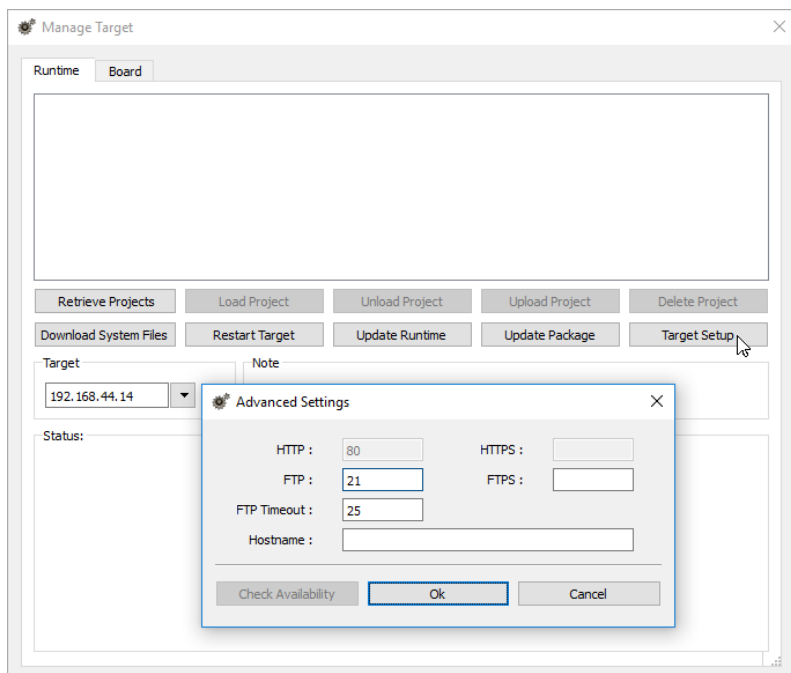 Manage Target
Runtime Board
Retrieve Projects Load Project Unload Project Upload Project Delete Project
Download System Files Restart Target Update Runtime Update Package Target Setup
Target Note
192.168.44.14
Advanced Settings
Status:
HTTP : 80 HTTPS :
FTP : 21 FTPS :
FTP Timeout : 25
Hostname :
Check Availability Ok Cancel